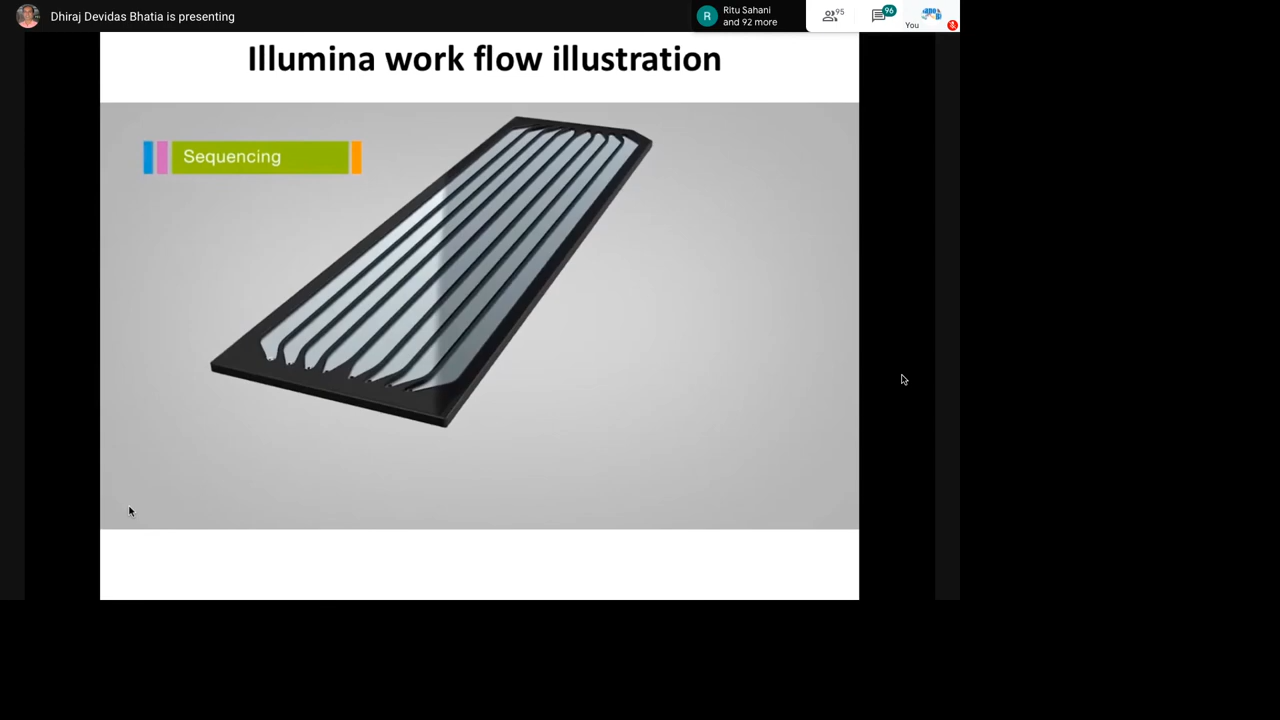 Dhiraj Devidas Bhatia is presenting
R
Ritu Sahani
and 92 more
95
96
You
Illumina work flow illustration
Sequencing